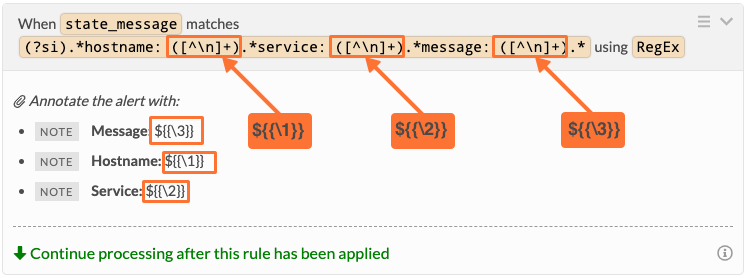 When state_message matches
(?si).*hostname: ([^\n]+).*service: ([^\n]+).*message: ([^\n]+).* using RegEx
Annotate the alert with:
${{\1}} ${{\2}} ${{\3}}
• NOTE Message: ${{\3}}
• NOTE Hostname: ${{\1}}
• NOTE Service: ${{\2}}
Continue processing after this rule has been applied